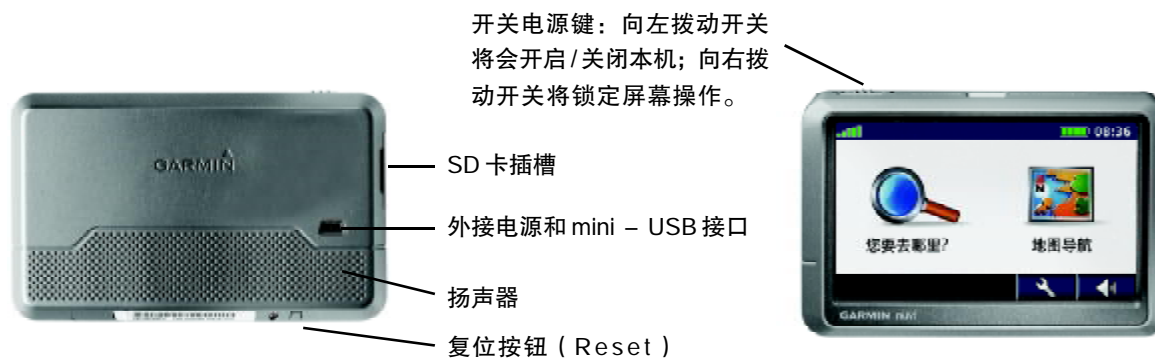 开关电源键：向左拨动开关
将会开启/关闭本机；向右拨
动开关将锁定屏幕操作。
GARMIN
SD 卡插槽
外接电源和 mini – USB 接口
扬声器
复位按钮（Reset）
08:36
您要去哪里?
地图导航
GARMIN nüvi